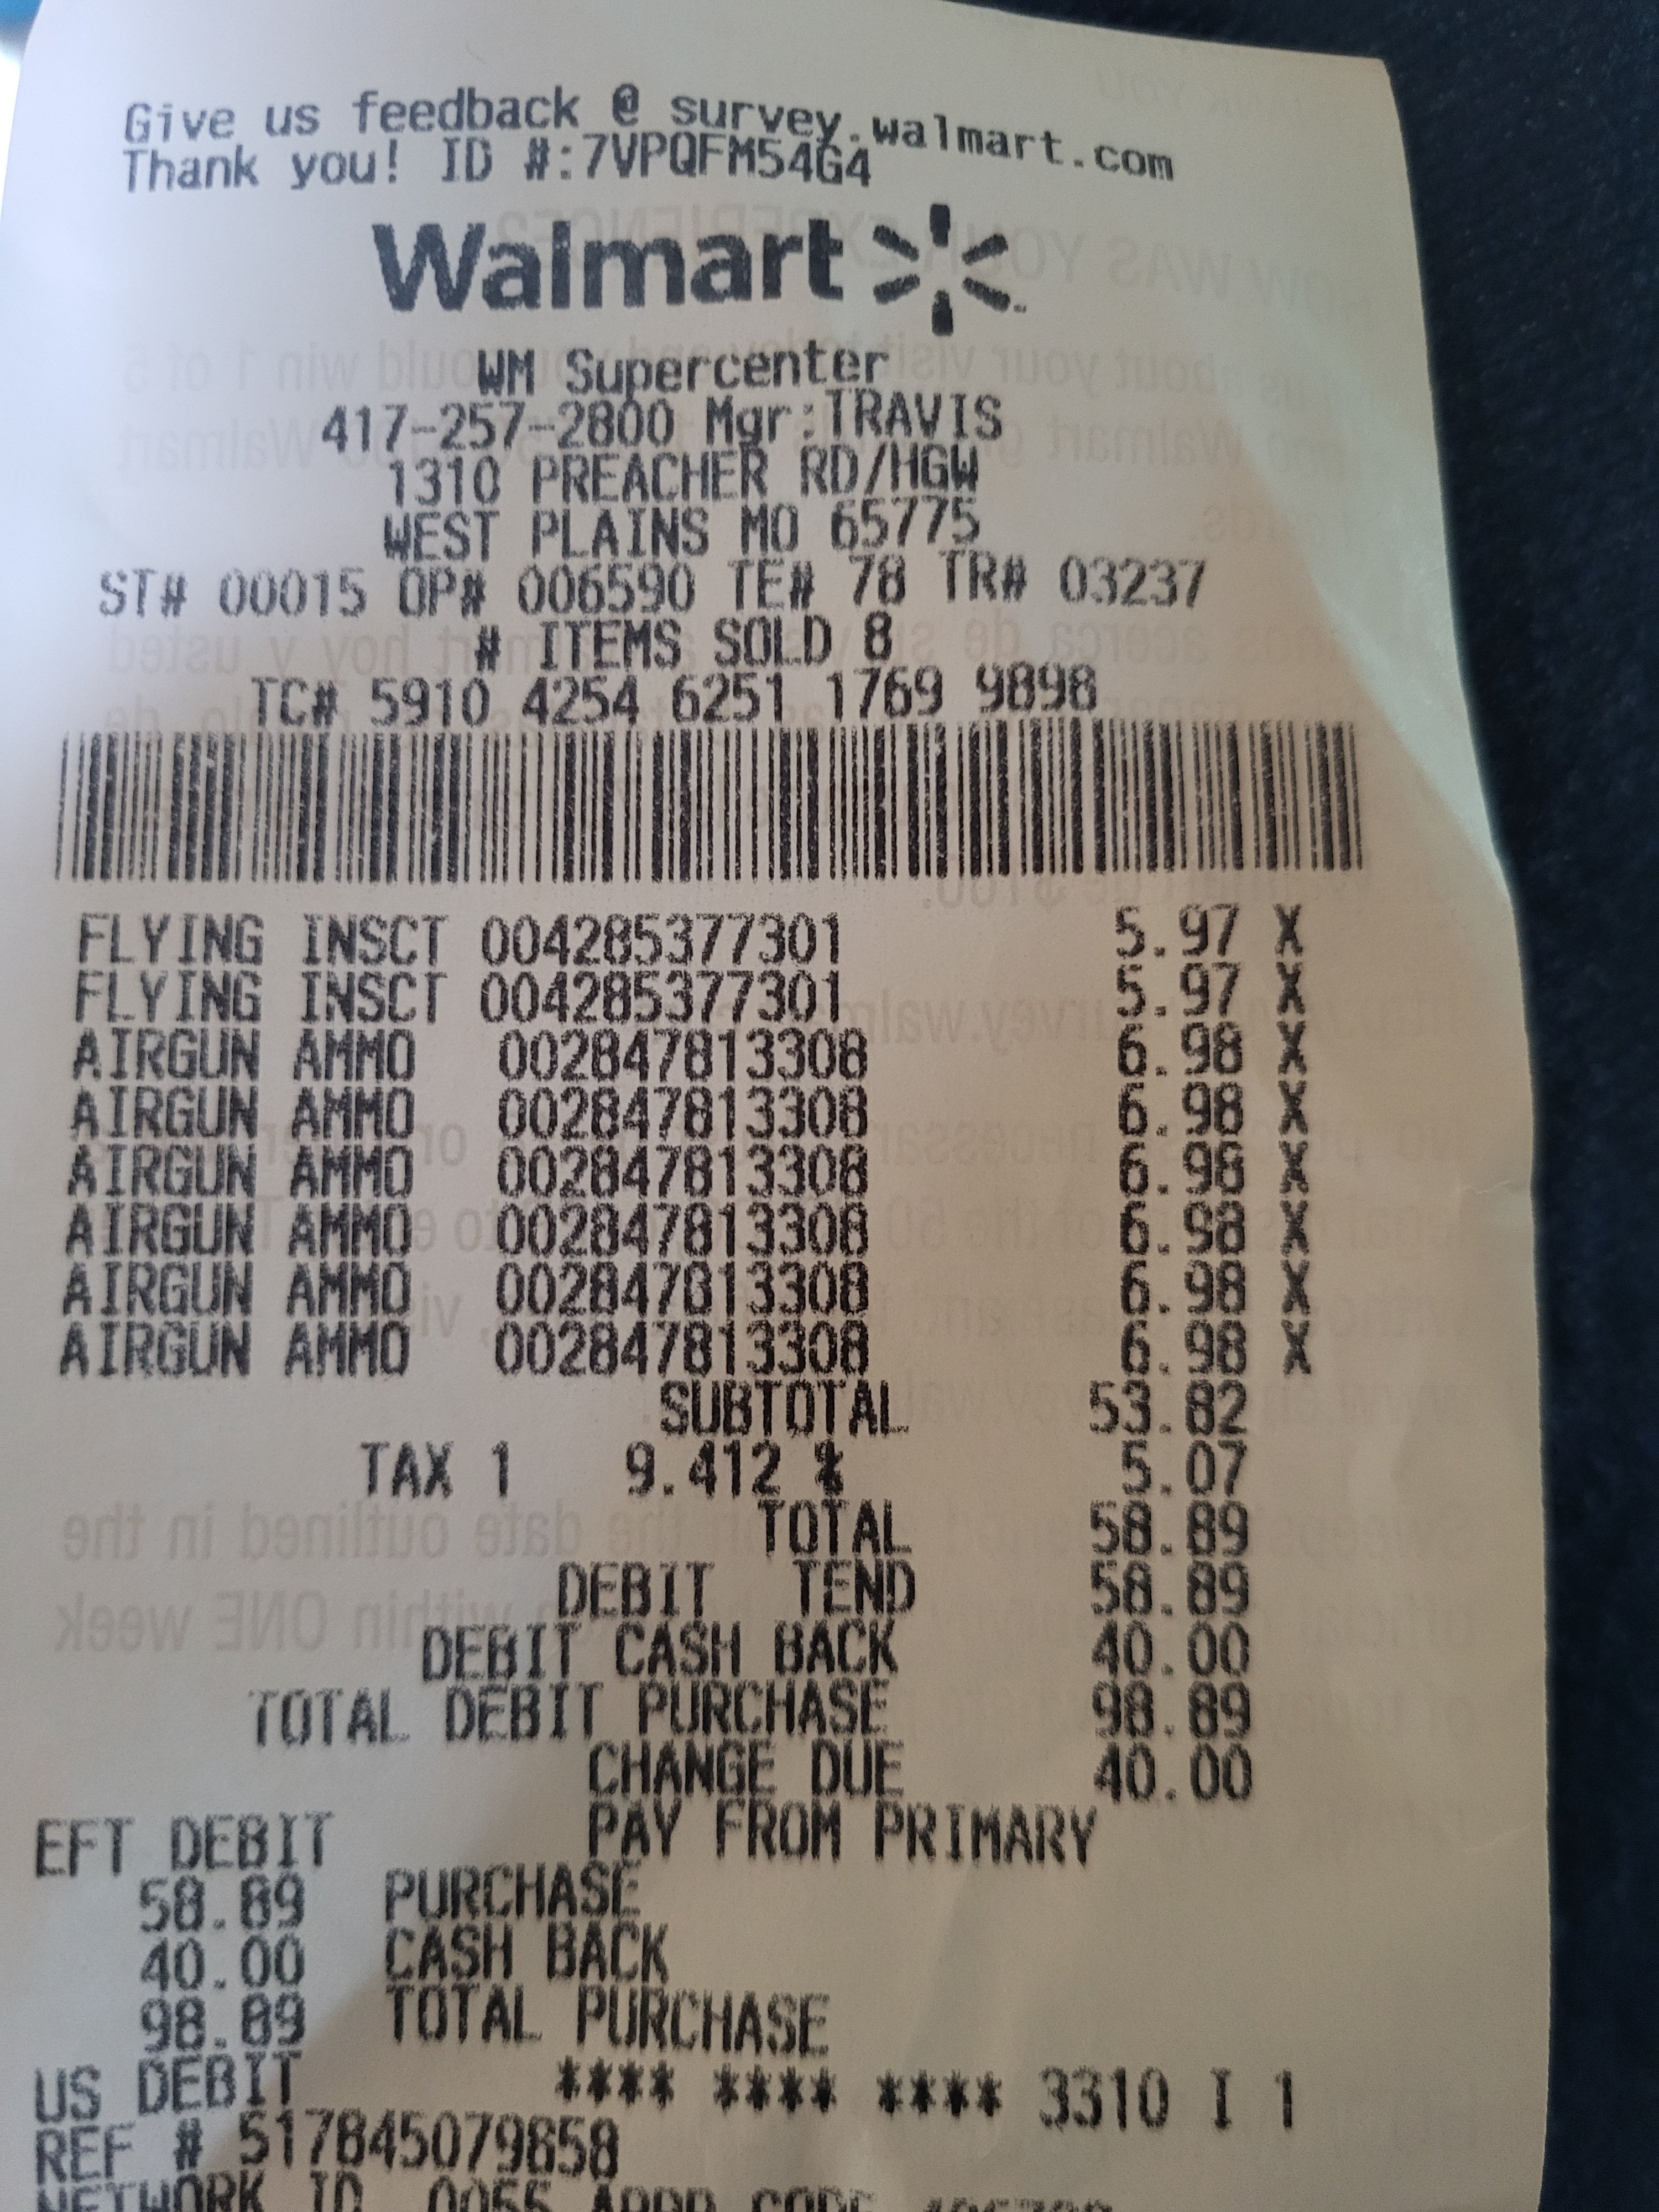 Give us feedback @ survey.walmart.com
Thank you! ID #:7VPQFM54G4
Walmart
WM Supercenter
417-257-2800 Mgr:TRAVIS
1310 PREACHER RD/HGW
WEST PLAINS MO 65775
ST# 00015 OP# 006590 TE# 78 TR# 03237
# ITEMS SOLD 8
TC# 5910 4254 6251 1769 9898
FLYING INSCT 004285377301 5.97 X
FLYING INSCT 004285377301 5.97 X
AIRGUN AMMO 002847813308 6.98 X
AIRGUN AMMO 002847813308 6.98 X
AIRGUN AMMO 002847813308 6.98 X
AIRGUN AMMO 002847813308 6.98 X
AIRGUN AMMO 002847813308 6.98 X
AIRGUN AMMO 002847813308 6.98 X
SUBTOTAL 53.82
TAX 1 9.412 % 5.07
TOTAL 58.89
DEBIT TEND 58.89
DEBIT CASH BACK 40.00
TOTAL DEBIT PURCHASE 98.89
CHANGE DUE 40.00
EFT DEBIT PAY FROM PRIMARY
58.89 PURCHASE
40.00 CASH BACK
98.89 TOTAL PURCHASE
US DEBIT **** **** **** 3310 I 1
REF # 517845079858
NETWORK ID 0055 APPR CODE